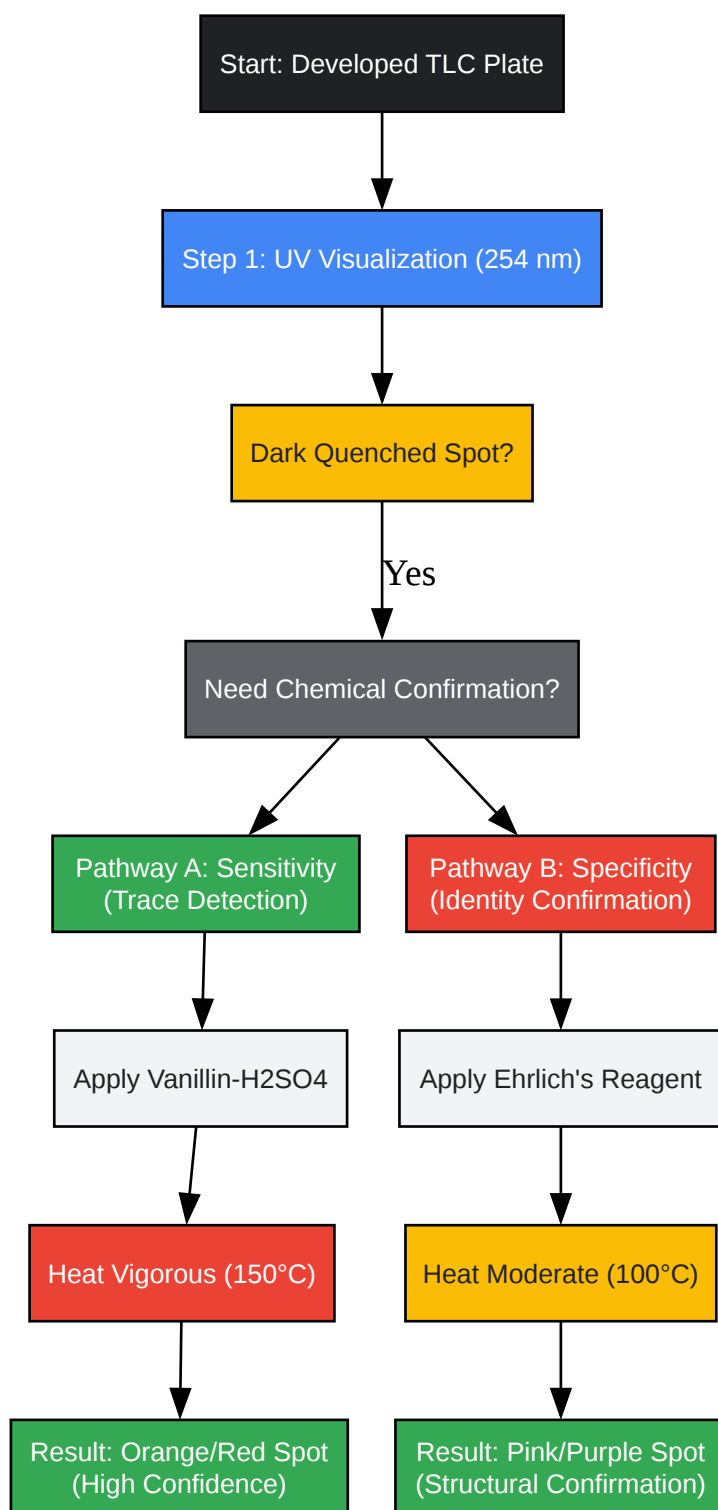 Start: Developed TLC Plate
Step 1: UV Visualization (254 nm)
Dark Quenched Spot?
Yes
Need Chemical Confirmation?
Pathway A: Sensitivity
(Trace Detection)
Pathway B: Specificity
(Identity Confirmation)
Apply Vanillin-H2SO4
Apply Ehrlich's Reagent
Heat Vigorous (150°C)
Heat Moderate (100°C)
Result: Orange/Red Spot
(High Confidence)
Result: Pink/Purple Spot
(Structural Confirmation)